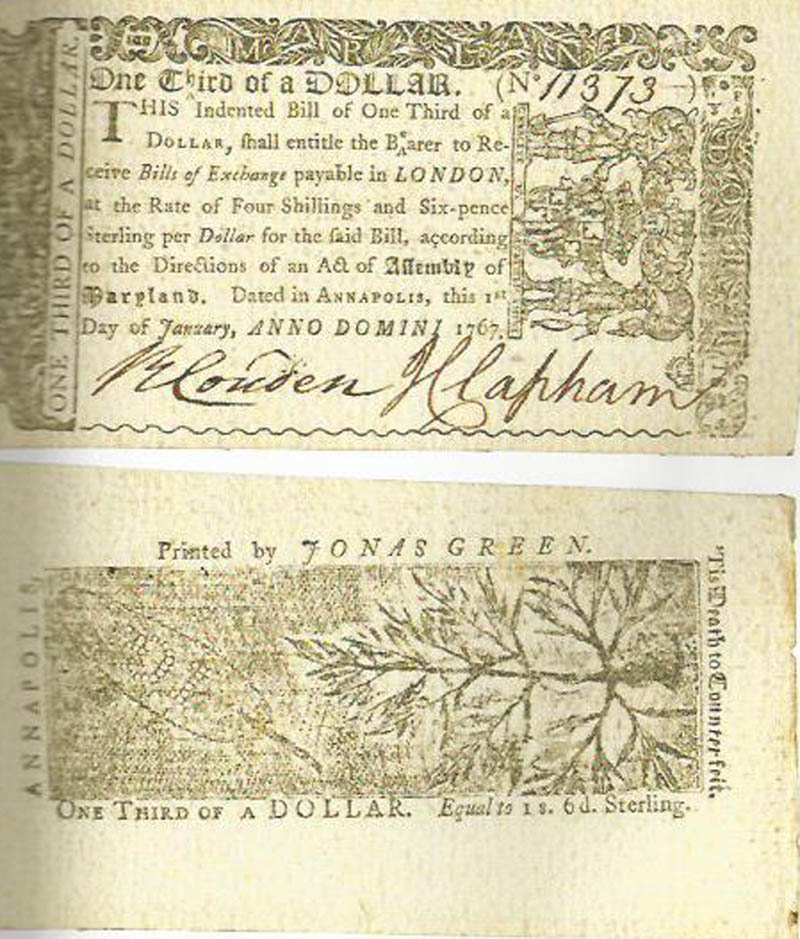 MARYLAND
One Third of a DOLLAR. (No. 11373)
THIS Indented Bill of One Third of a
DOLLAR, ſhall entitle the B^earer to Re-
ceive Bills of Exchange payable in LONDON,
at the Rate of Four Shillings and Six-pence
Sterling per Dollar for the ſaid Bill, according
to the Directions of an Act of Aſſembly of
Maryland. Dated in ANNAPOLIS, this 1st
Day of January, ANNO DOMINI 1767.
ONE THIRD OF A DOLLAR.
R Couden J Clapham
Printed by JONAS GREEN.
ANNAPOLIS,
'Tis Death to Counterfeit.
ONE THIRD OF A DOLLAR. Equal to 1 s. 6 d. Sterling.